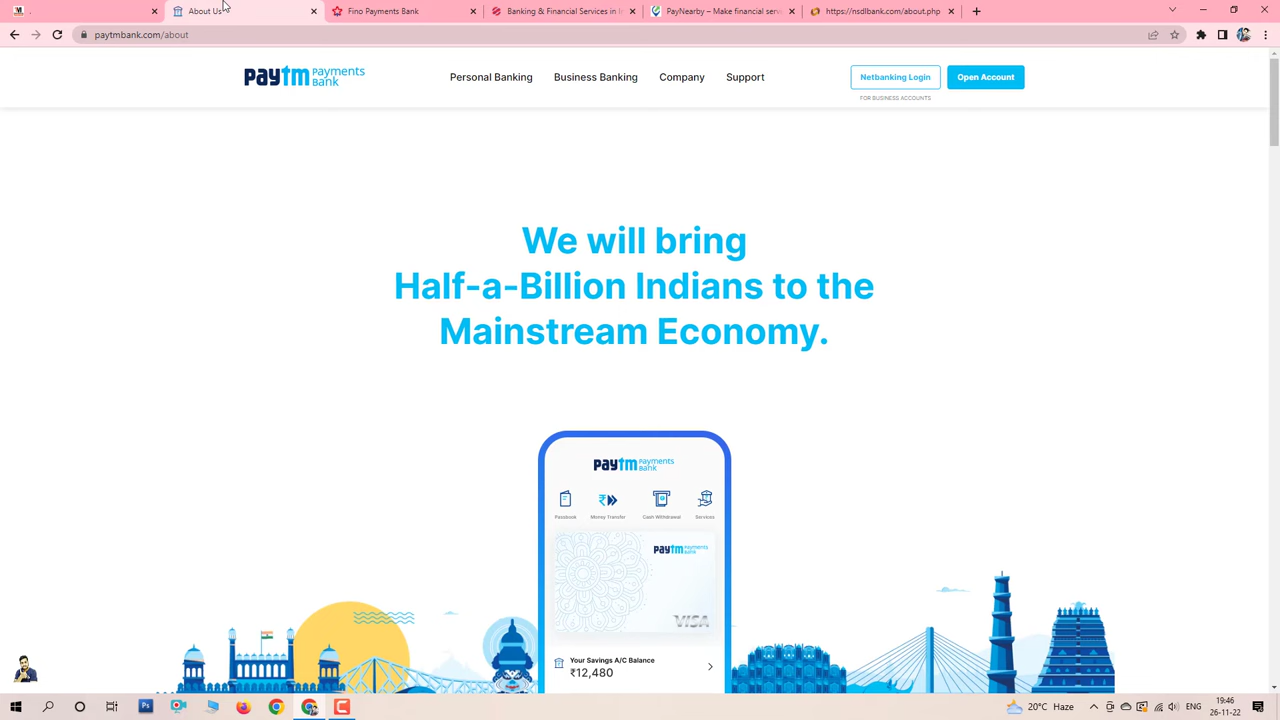 About Us
Fino Payments Bank
Banking & Financial Services in I
PayNearby – Make financial serv
https://nsdlbank.com/about.php
paytmbank.com/about
paytm payments bank
Personal Banking
Business Banking
Company
Support
Netbanking Login
Open Account
FOR BUSINESS ACCOUNTS
We will bring
Half-a-Billion Indians to the
Mainstream Economy.
paytm payments bank
Passbook
Money Transfer
Cash Withdrawal
Services
paytm payments bank
VISA
Your Savings A/C Balance
₹12,480
20°C Haze
ENG
19:46
26-11-22